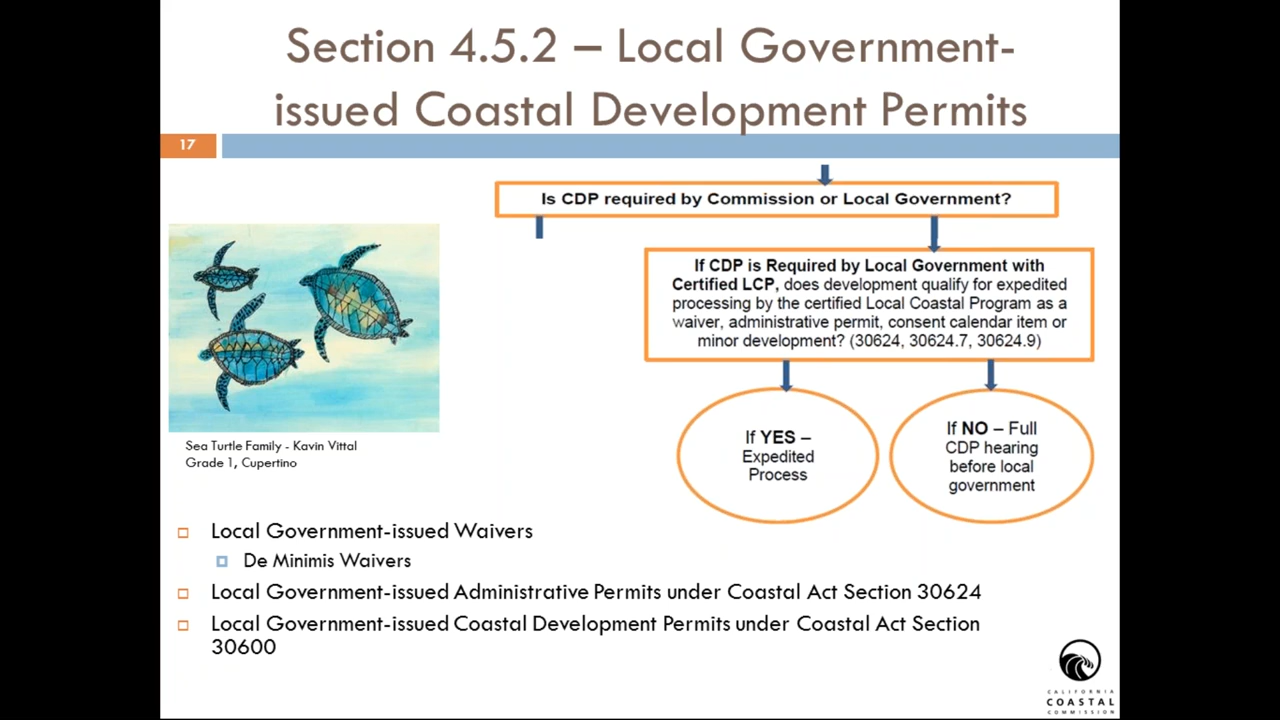 Section 4.5.2 – Local Government-
issued Coastal Development Permits
17
Is CDP required by Commission or Local Government?
If CDP is Required by Local Government with
Certified LCP, does development qualify for expedited
processing by the certified Local Coastal Program as a
waiver, administrative permit, consent calendar item or
minor development? (30624, 30624.7, 30624.9)
If YES –
Expedited
Process
If NO – Full
CDP hearing
before local
government
Sea Turtle Family - Kavin Vittal
Grade 1, Cupertino
Local Government-issued Waivers
De Minimis Waivers
Local Government-issued Administrative Permits under Coastal Act Section 30624
Local Government-issued Coastal Development Permits under Coastal Act Section
30600
CALIFORNIA
COASTAL
COMMISSION